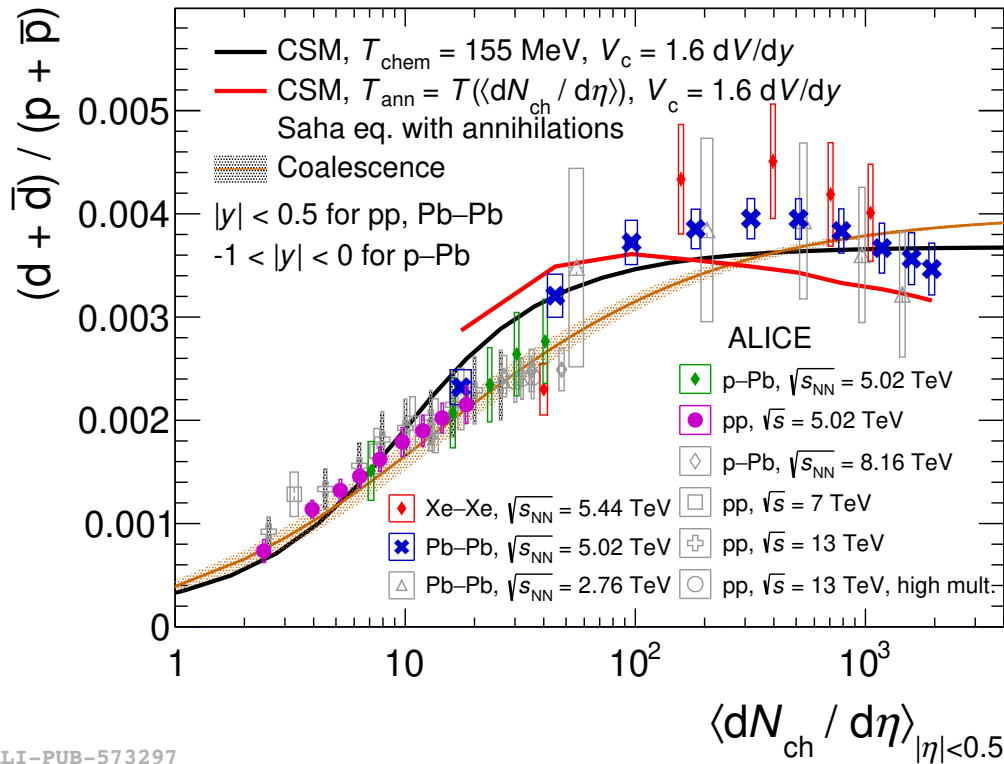 (d + d̅) / (p + p̅)
CSM, T_chem = 155 MeV, V_c = 1.6 dV/dy
CSM, T_ann = T(⟨dN_ch / dη⟩), V_c = 1.6 dV/dy
Saha eq. with annihilations
Coalescence
|y| < 0.5 for pp, Pb–Pb
-1 < |y| < 0 for p–Pb
0.005
0.004
0.003
0.002
0.001
0
ALICE
p–Pb, √s_NN = 5.02 TeV
pp, √s = 5.02 TeV
p–Pb, √s_NN = 8.16 TeV
pp, √s = 7 TeV
pp, √s = 13 TeV
pp, √s = 13 TeV, high mult.
Xe–Xe, √s_NN = 5.44 TeV
Pb–Pb, √s_NN = 5.02 TeV
Pb–Pb, √s_NN = 2.76 TeV
1 10 10² 10³
⟨dN_ch / dη⟩_|η|<0.5
LI-PUB-573297